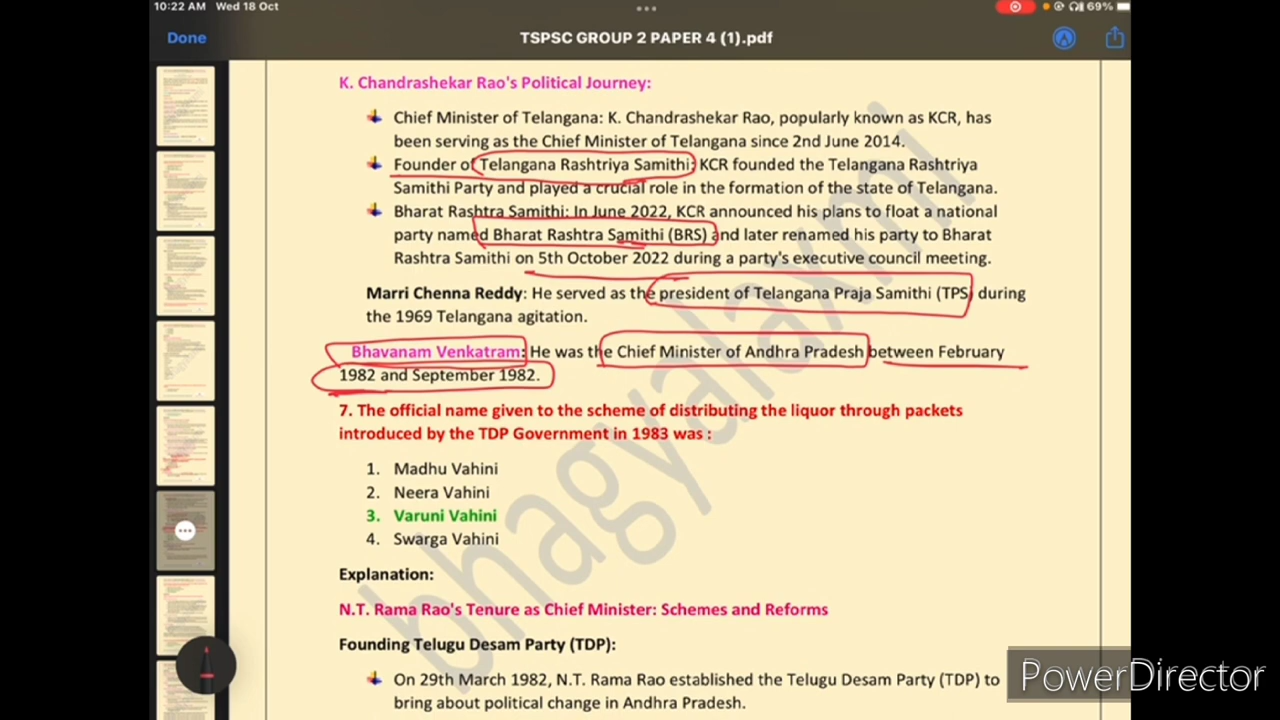 10:22 AM Wed 18 Oct
69%
Done
TSPSC GROUP 2 PAPER 4 (1).pdf
K. Chandrashekar Rao's Political Journey:
Chief Minister of Telangana: K. Chandrashekar Rao, popularly known as KCR, has
been serving as the Chief Minister of Telangana since 2nd June 2014.
Founder of Telangana Rashtriya Samithi: KCR founded the Telangana Rashtriya
Samithi Party and played a crucial role in the formation of the state of Telangana.
Bharat Rashtra Samithi: In June 2022, KCR announced his plans to float a national
party named Bharat Rashtra Samithi (BRS) and later renamed his party to Bharat
Rashtra Samithi on 5th October 2022 during a party's executive council meeting.
Marri Chenna Reddy: He served as the president of Telangana Praja Samithi (TPS) during
the 1969 Telangana agitation.
Bhavanam Venkatram: He was the Chief Minister of Andhra Pradesh between February
1982 and September 1982.
7. The official name given to the scheme of distributing the liquor through packets
introduced by the TDP Government in 1983 was :
1. Madhu Vahini
2. Neera Vahini
3. Varuni Vahini
4. Swarga Vahini
Explanation:
N.T. Rama Rao's Tenure as Chief Minister: Schemes and Reforms
Founding Telugu Desam Party (TDP):
On 29th March 1982, N.T. Rama Rao established the Telugu Desam Party (TDP) to
bring about political change in Andhra Pradesh.
bhagyalaxmi
PowerDirector